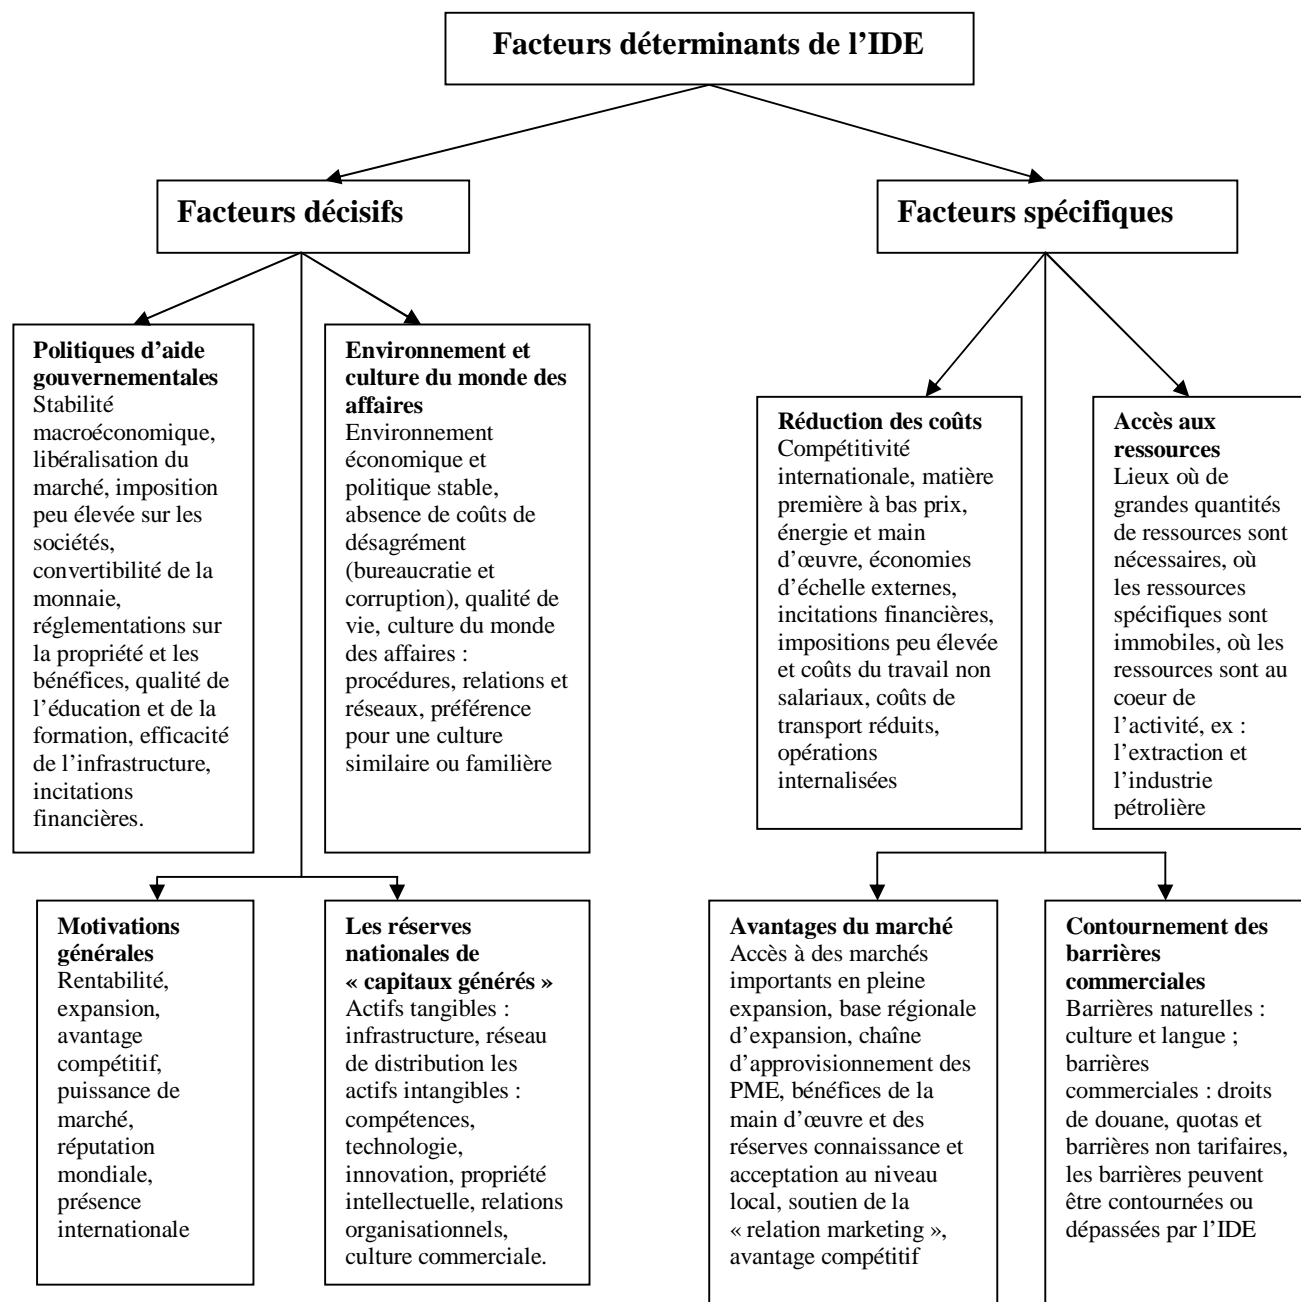 Facteurs déterminants de l’IDE
Facteurs décisifs
Facteurs spécifiques
Politiques d’aide
gouvernementales
Stabilité
macroéconomique,
libéralisation du
marché, imposition
peu élevée sur les
sociétés,
convertibilité de la
monnaie,
réglementations sur
la propriété et les
bénéfices, qualité de
l’éducation et de la
formation, efficacité
de l’infrastructure,
incitations
financières.
Environnement et
culture du monde des
affaires
Environnement
économique et
politique stable,
absence de coûts de
désagrément
(bureaucratie et
corruption), qualité de
vie, culture du monde
des affaires :
procédures, relations et
réseaux, préférence
pour une culture
similaire ou familière
Réduction des coûts
Compétitivité
internationale, matière
première à bas prix,
énergie et main
d’œuvre, économies
d’échelle externes,
incitations financières,
impositions peu élevée
et coûts du travail non
salariaux, coûts de
transport réduits,
opérations
internalisées
Accès aux
ressources
Lieux où de
grandes quantités
de ressources sont
nécessaires, où
les ressources
spécifiques sont
immobiles, où les
ressources sont au
coeur de
l’activité, ex :
l’extraction et
l’industrie
pétrolière
Motivations
générales
Rentabilité,
expansion,
avantage
compétitif,
puissance de
marché,
réputation
mondiale,
présence
internationale
Les réserves
nationales de
« capitaux générés »
Actifs tangibles :
infrastructure, réseau
de distribution les
actifs intangibles :
compétences,
technologie,
innovation, propriété
intellectuelle, relations
organisationnels,
culture commerciale.
Avantages du marché
Accès à des marchés
importants en pleine
expansion, base régionale
d’expansion, chaîne
d’approvisionnement des
PME, bénéfices de la
main d’œuvre et des
réserves connaissance et
acceptation au niveau
local, soutien de la
« relation marketing »,
avantage compétitif
Contournement des
barrières
commerciales
Barrières naturelles :
culture et langue ;
barrières
commerciales : droits
de douane, quotas et
barrières non tarifaires,
les barrières peuvent
être contournées ou
dépassées par l’IDE